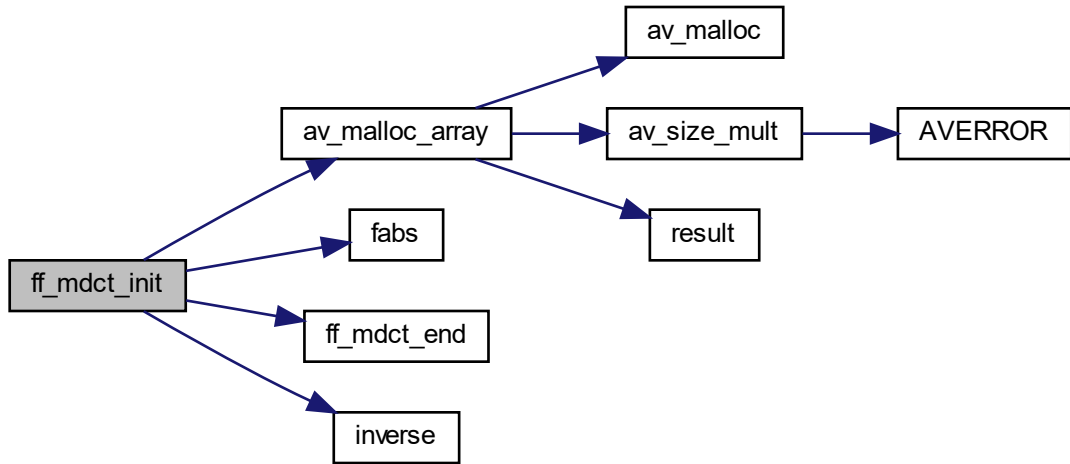 av_malloc
av_malloc_array
av_size_mult
AVERROR
fabs
result
ff_mdct_init
ff_mdct_end
inverse